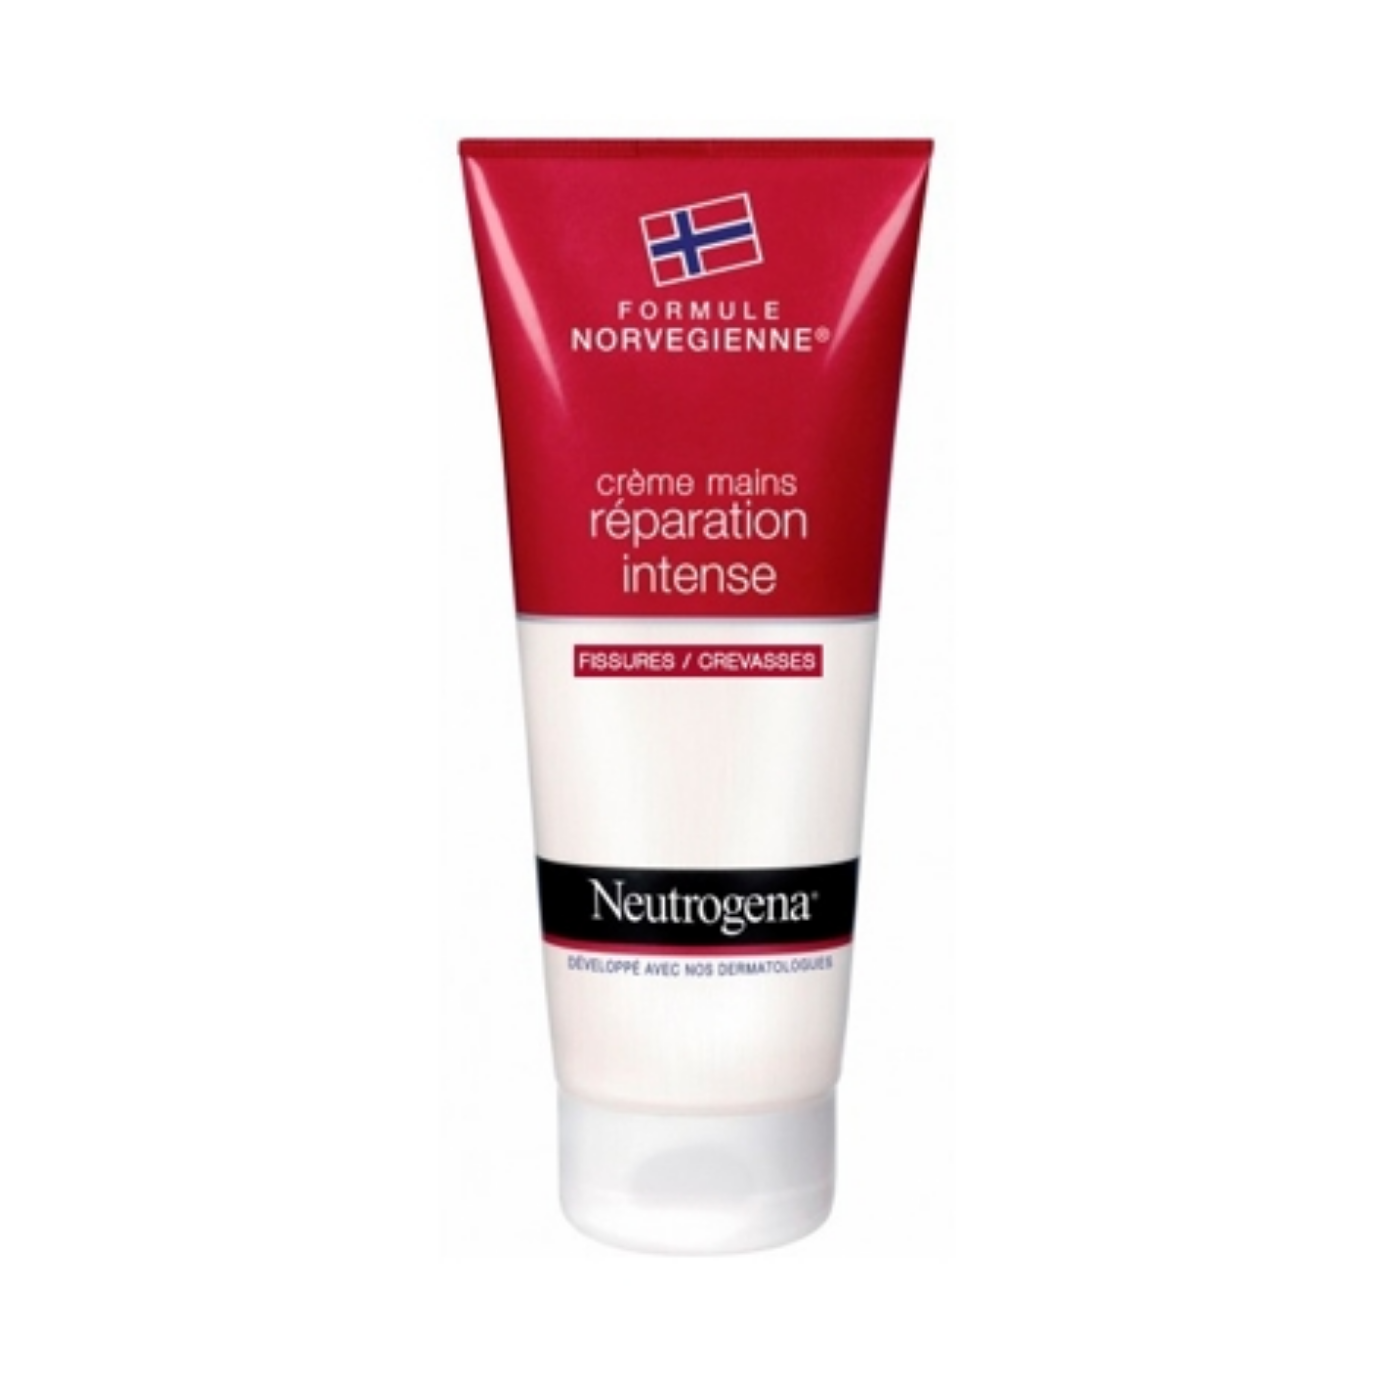 FORMULE
NORVEGIENNE®
crème mains
réparation
intense
FISSURES / CREVASSES
Neutrogena®
DÉVELOPPÉ AVEC NOS DERMATOLOGUES